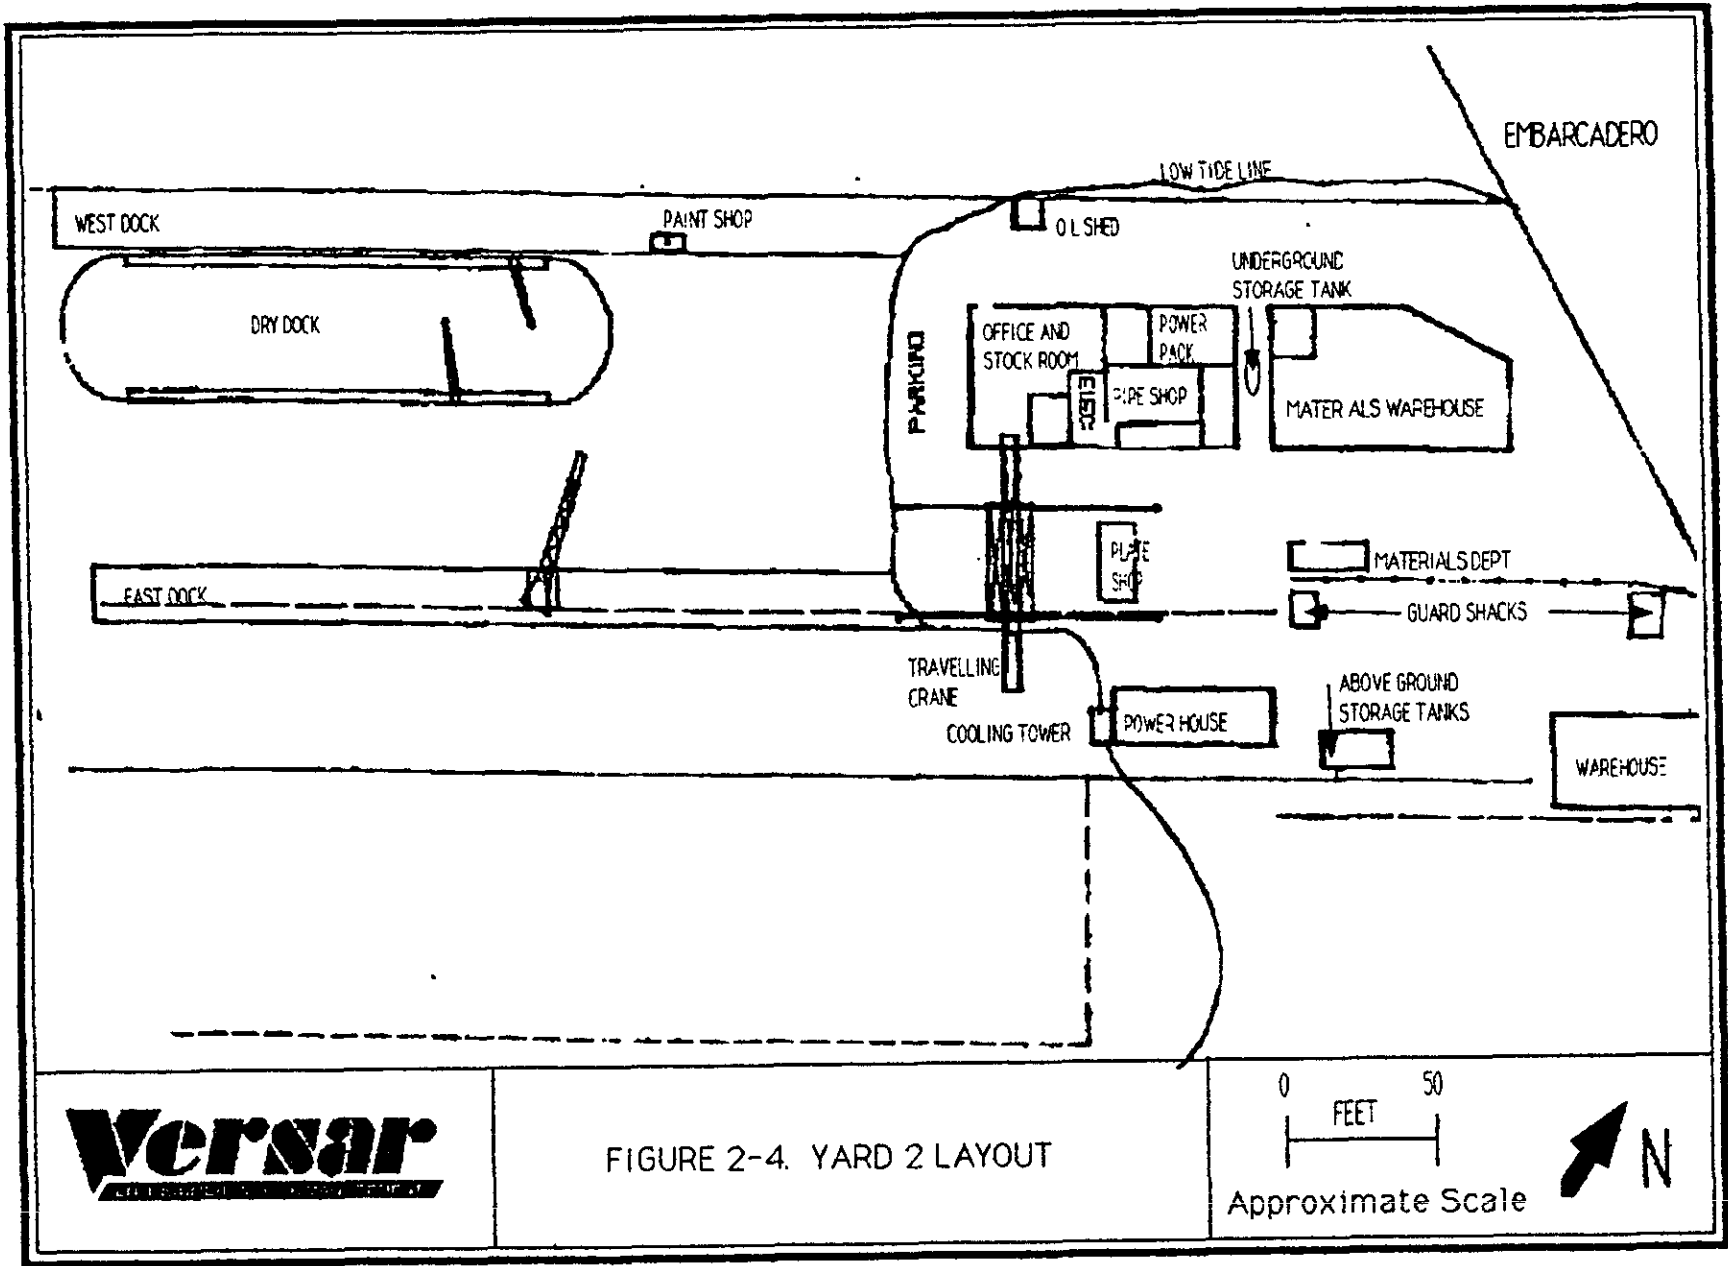 EMBARCADERO
LOW TIDE LINE
WEST DOCK
PAINT SHOP
O L SHED
UNDERGROUND
STORAGE TANK
DRY DOCK
PARKING
OFFICE AND
STOCK ROOM
POWER
PACK
ELEC
PIPE SHOP
MATER ALS WAREHOUSE
PLATE
SHOP
MATERIALS DEPT
EAST DOCK
GUARD SHACKS
TRAVELLING
CRANE
ABOVE GROUND
STORAGE TANKS
COOLING TOWER
POWER HOUSE
WAREHOUSE
Versar
FIGURE 2-4. YARD 2 LAYOUT
0 50
FEET
Approximate Scale
N